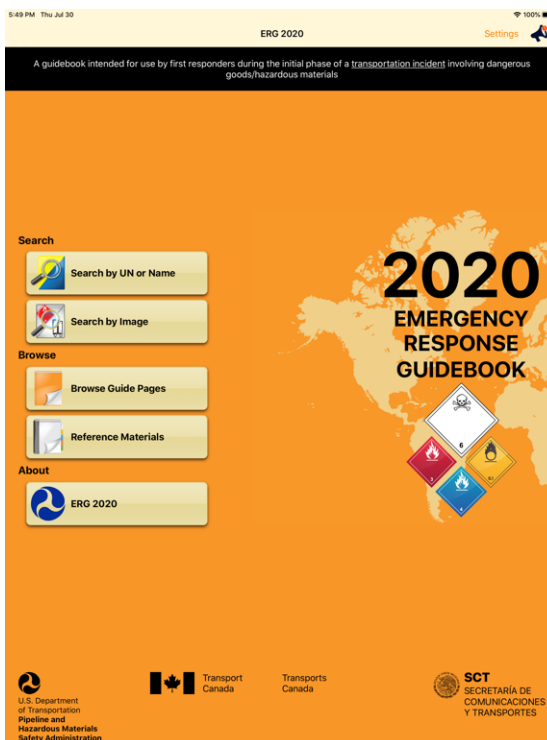 5:49 PM Thu Jul 30
100%
ERG 2020
Settings
A guidebook intended for use by first responders during the initial phase of a transportation incident involving dangerous
goods/hazardous materials
Search
Search by UN or Name
Search by Image
Browse
Browse Guide Pages
Reference Materials
About
ERG 2020
2020
EMERGENCY
RESPONSE
GUIDEBOOK
6
3
5.1
4
U.S. Department
of Transportation
Pipeline and
Hazardous Materials
Safety Administration
Transport
Canada
Transports
Canada
SCT
SECRETARÍA DE
COMUNICACIONES
Y TRANSPORTES